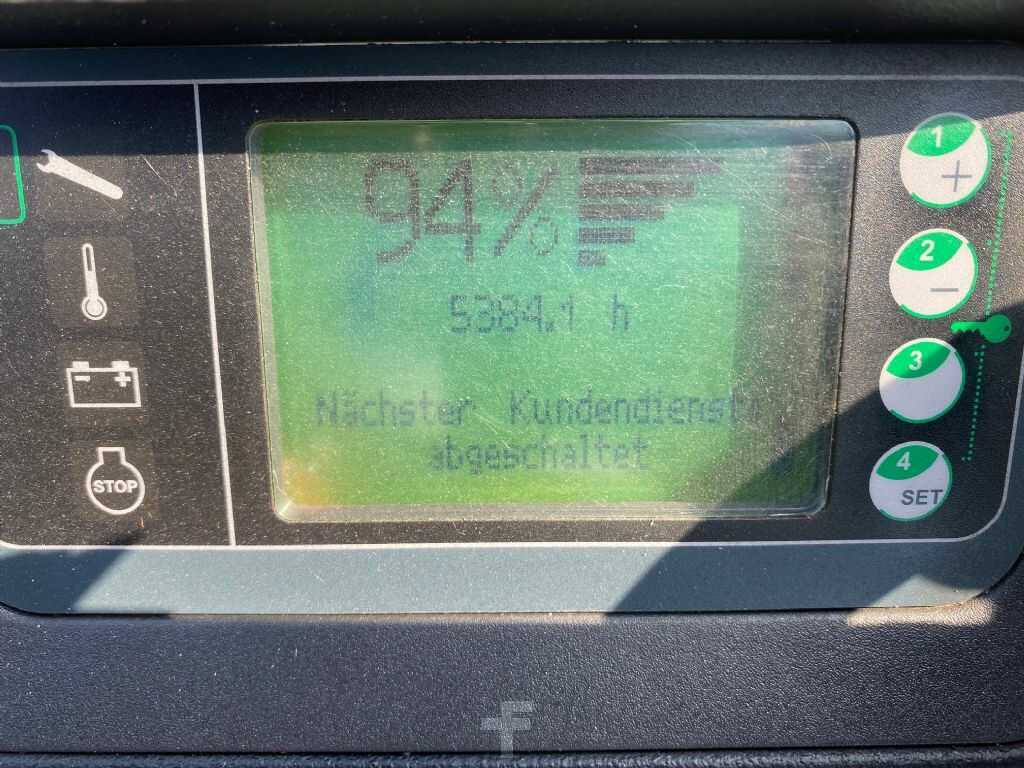 94%
5384.1 h
Nächster Kundendienst
abgeschaltet
STOP
1
+
2
−
3
4
SET